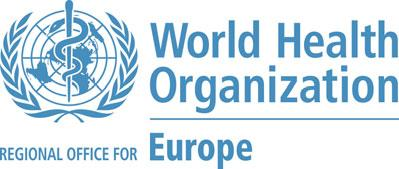 World Health
Organization
REGIONAL OFFICE FOR Europe